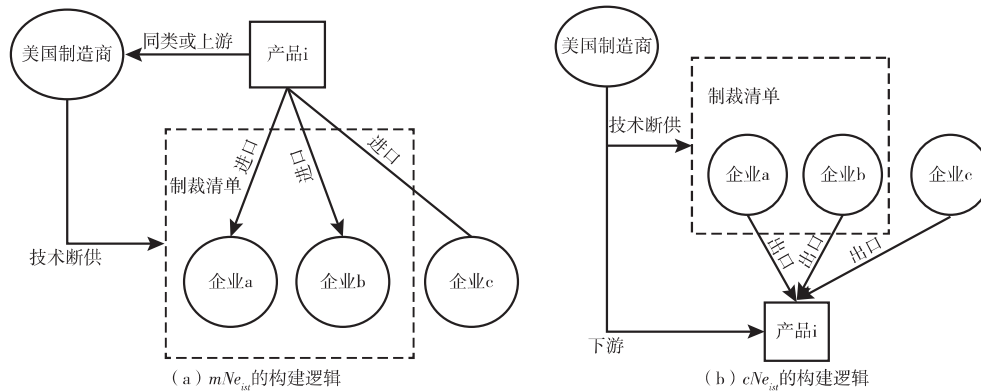 美国制造商
同类或上游
产品i
进口
进口
进口
制裁清单
技术断供
企业a
企业b
企业c
（a）mNe_ist的构建逻辑
美国制造商
制裁清单
技术断供
企业a
企业b
企业c
出口
出口
出口
产品i
下游
（b）cNe_ist的构建逻辑